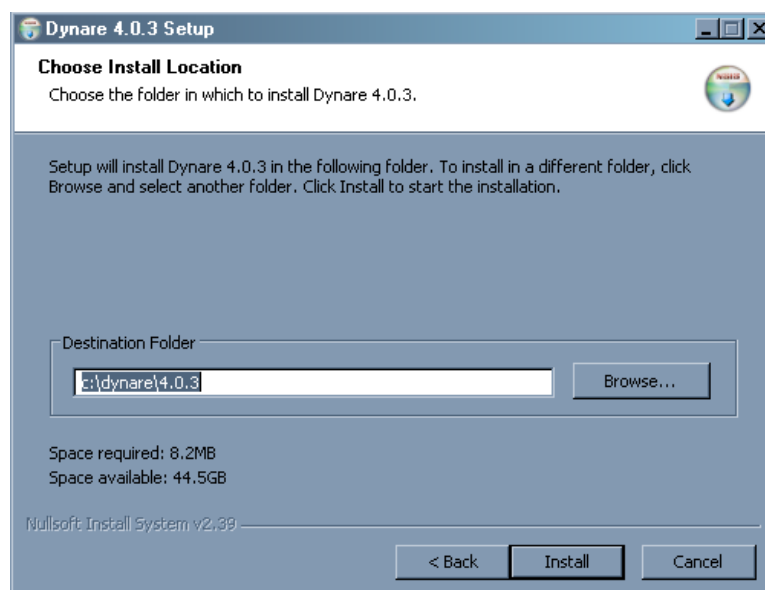 Dynare 4.0.3 Setup
Choose Install Location
Choose the folder in which to install Dynare 4.0.3.
Setup will install Dynare 4.0.3 in the following folder. To install in a different folder, click
Browse and select another folder. Click Install to start the installation.
Destination Folder
c:\dynare\4.0.3
Browse...
Space required: 8.2MB
Space available: 44.5GB
Nullsoft Install System v2.39
< Back Install Cancel